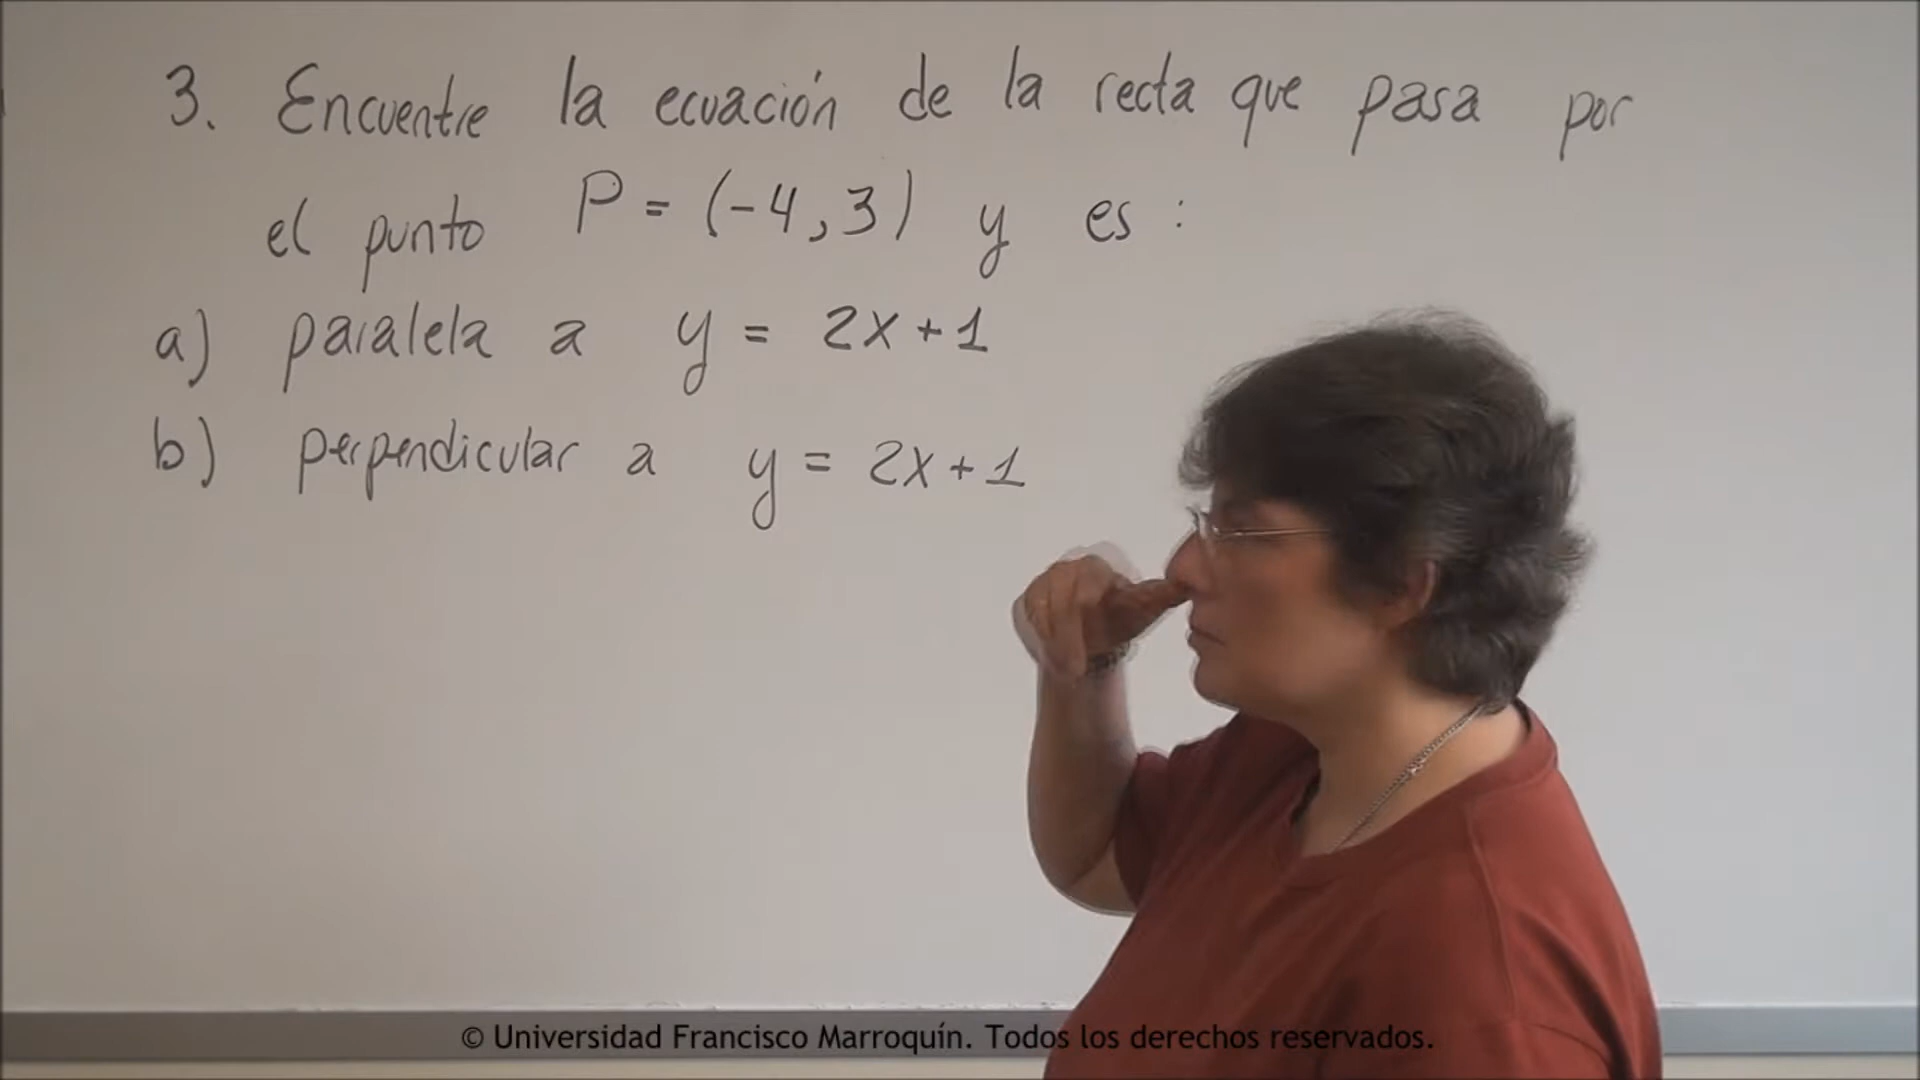 3. Encuentre la ecuación de la recta que pasa por
el punto P = (-4,3) y es :
a) paralela a y = 2x+1
b) perpendicular a y = 2x+1
© Universidad Francisco Marroquín. Todos los derechos reservados.